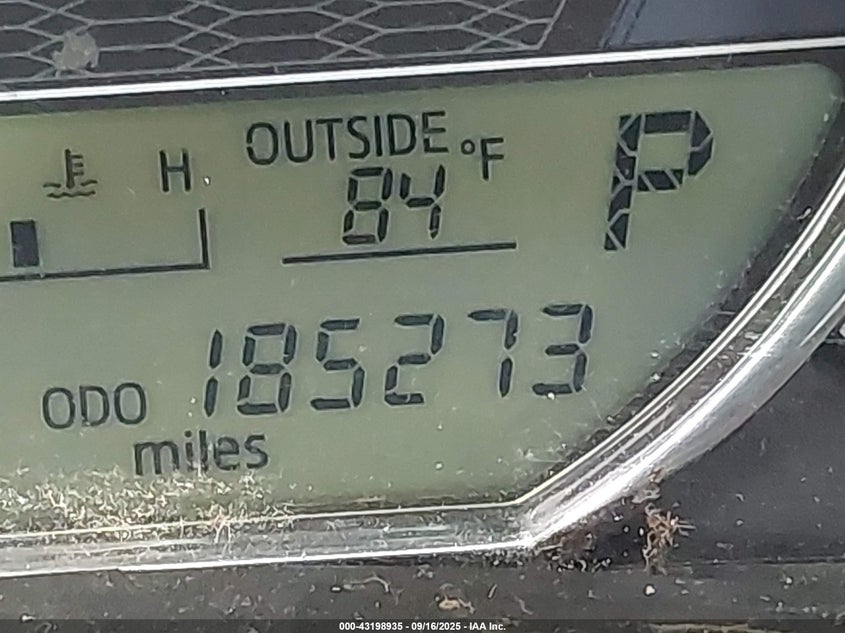 OUTSIDE °F
H
84
P
ODO 185273
miles
000-43198935 - 09/16/2025 - IAA Inc.